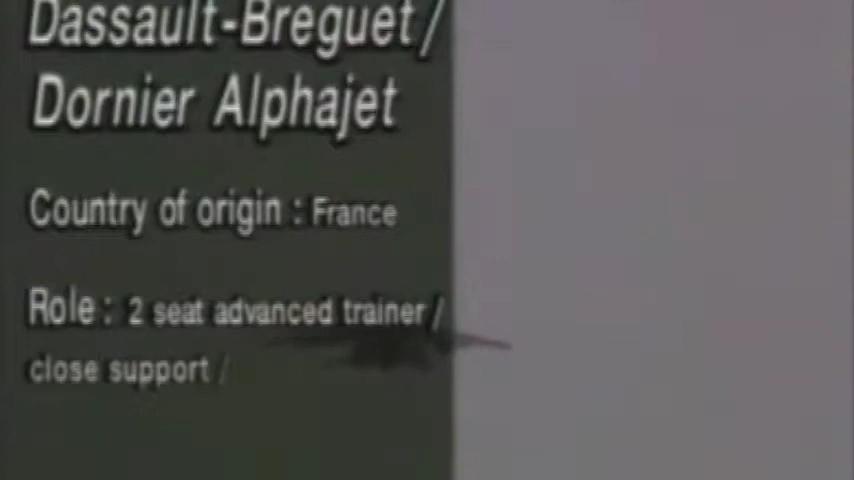 Dassault-Breguet/
Dornier Alphajet
Country of origin : France
Role : 2 seat advanced trainer /
close support /